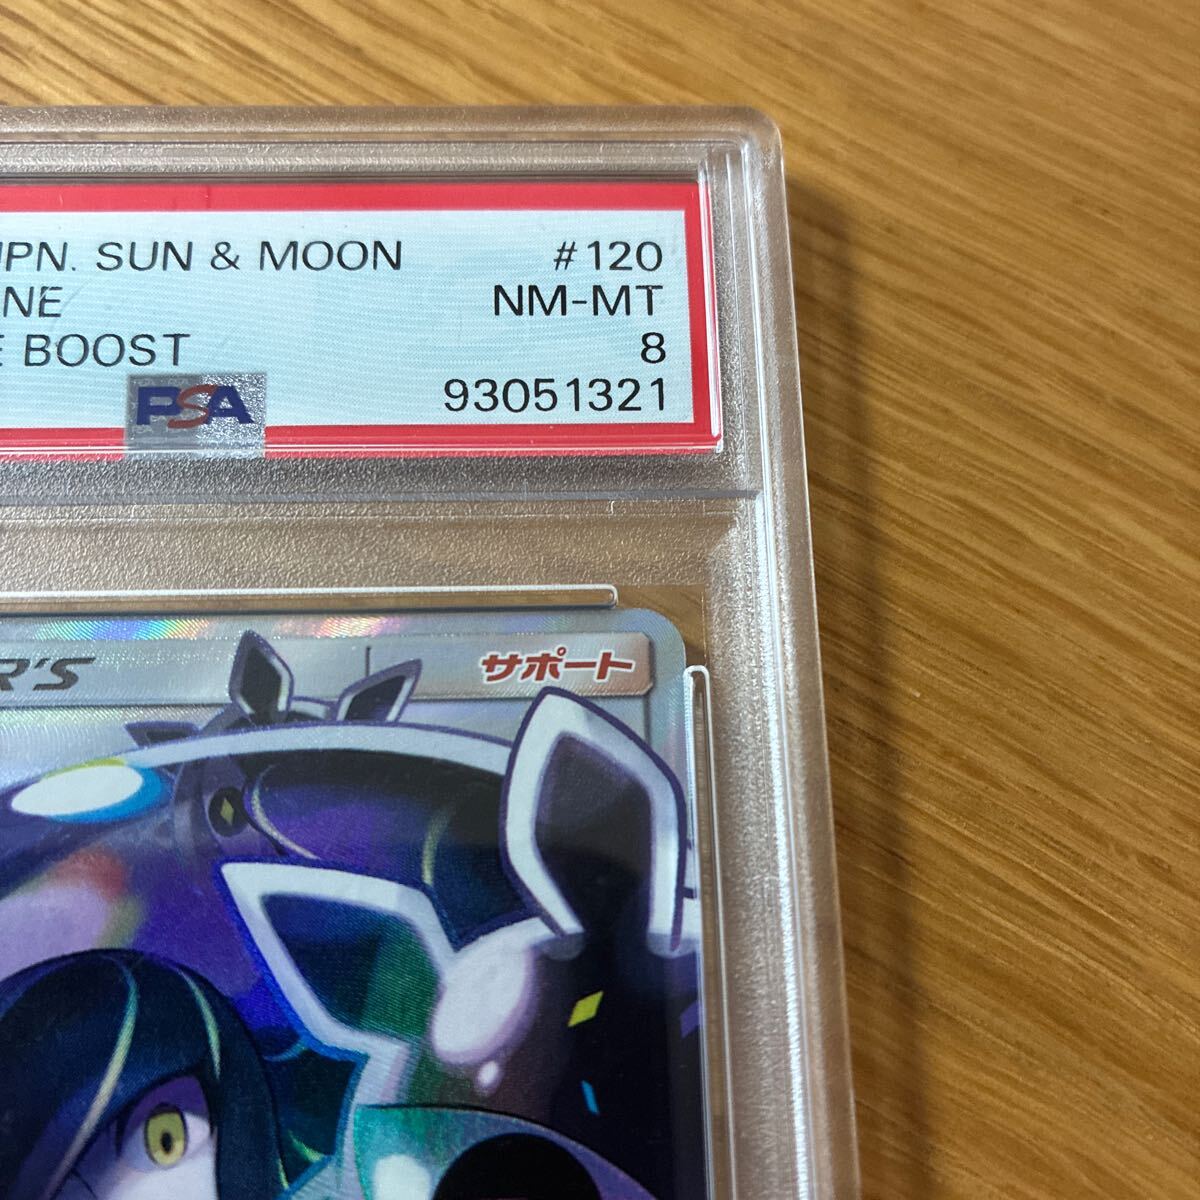 JPN. SUN & MOON #120
NE NM-MT
E BOOST 8
PSA 93051321
R'S サポート